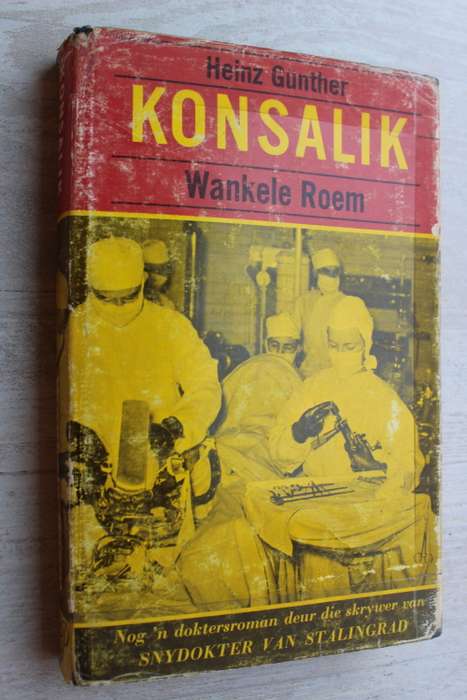 Heinz Gunther
KONSALIK
Wankele Roem
Nog 'n doktersroman deur die skrywer van
SNYDOKTER VAN STALINGRAD